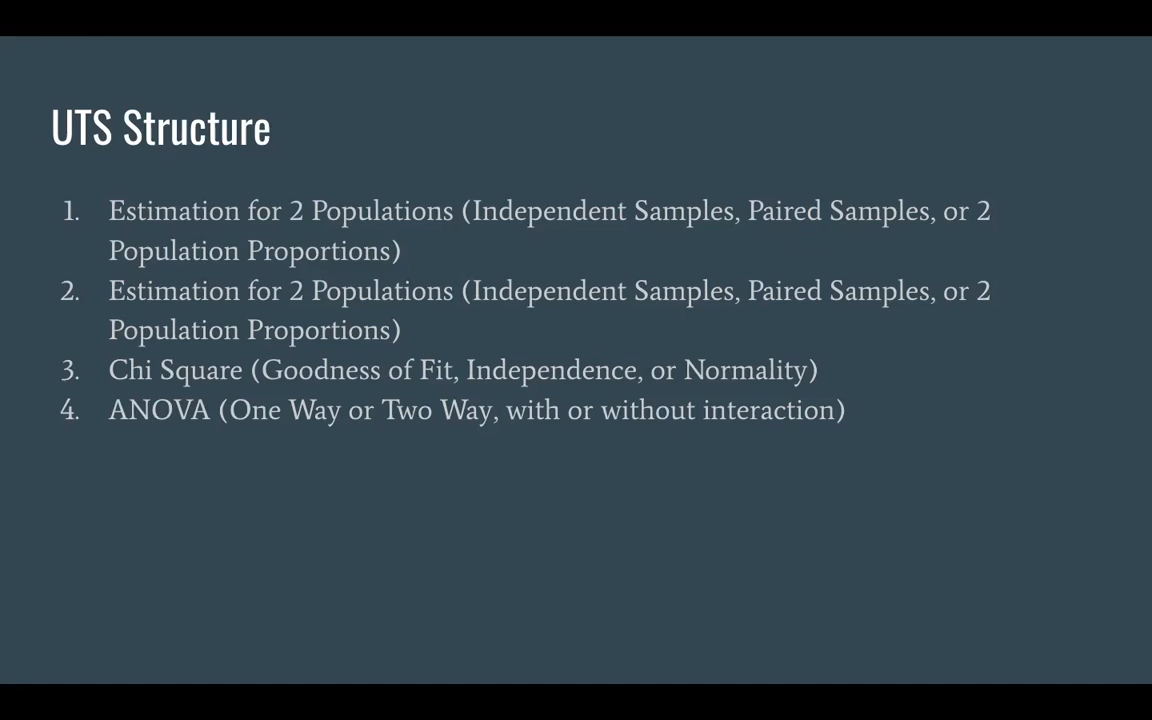 UTS Structure
1. Estimation for 2 Populations (Independent Samples, Paired Samples, or 2
Population Proportions)
2. Estimation for 2 Populations (Independent Samples, Paired Samples, or 2
Population Proportions)
3. Chi Square (Goodness of Fit, Independence, or Normality)
4. ANOVA (One Way or Two Way, with or without interaction)